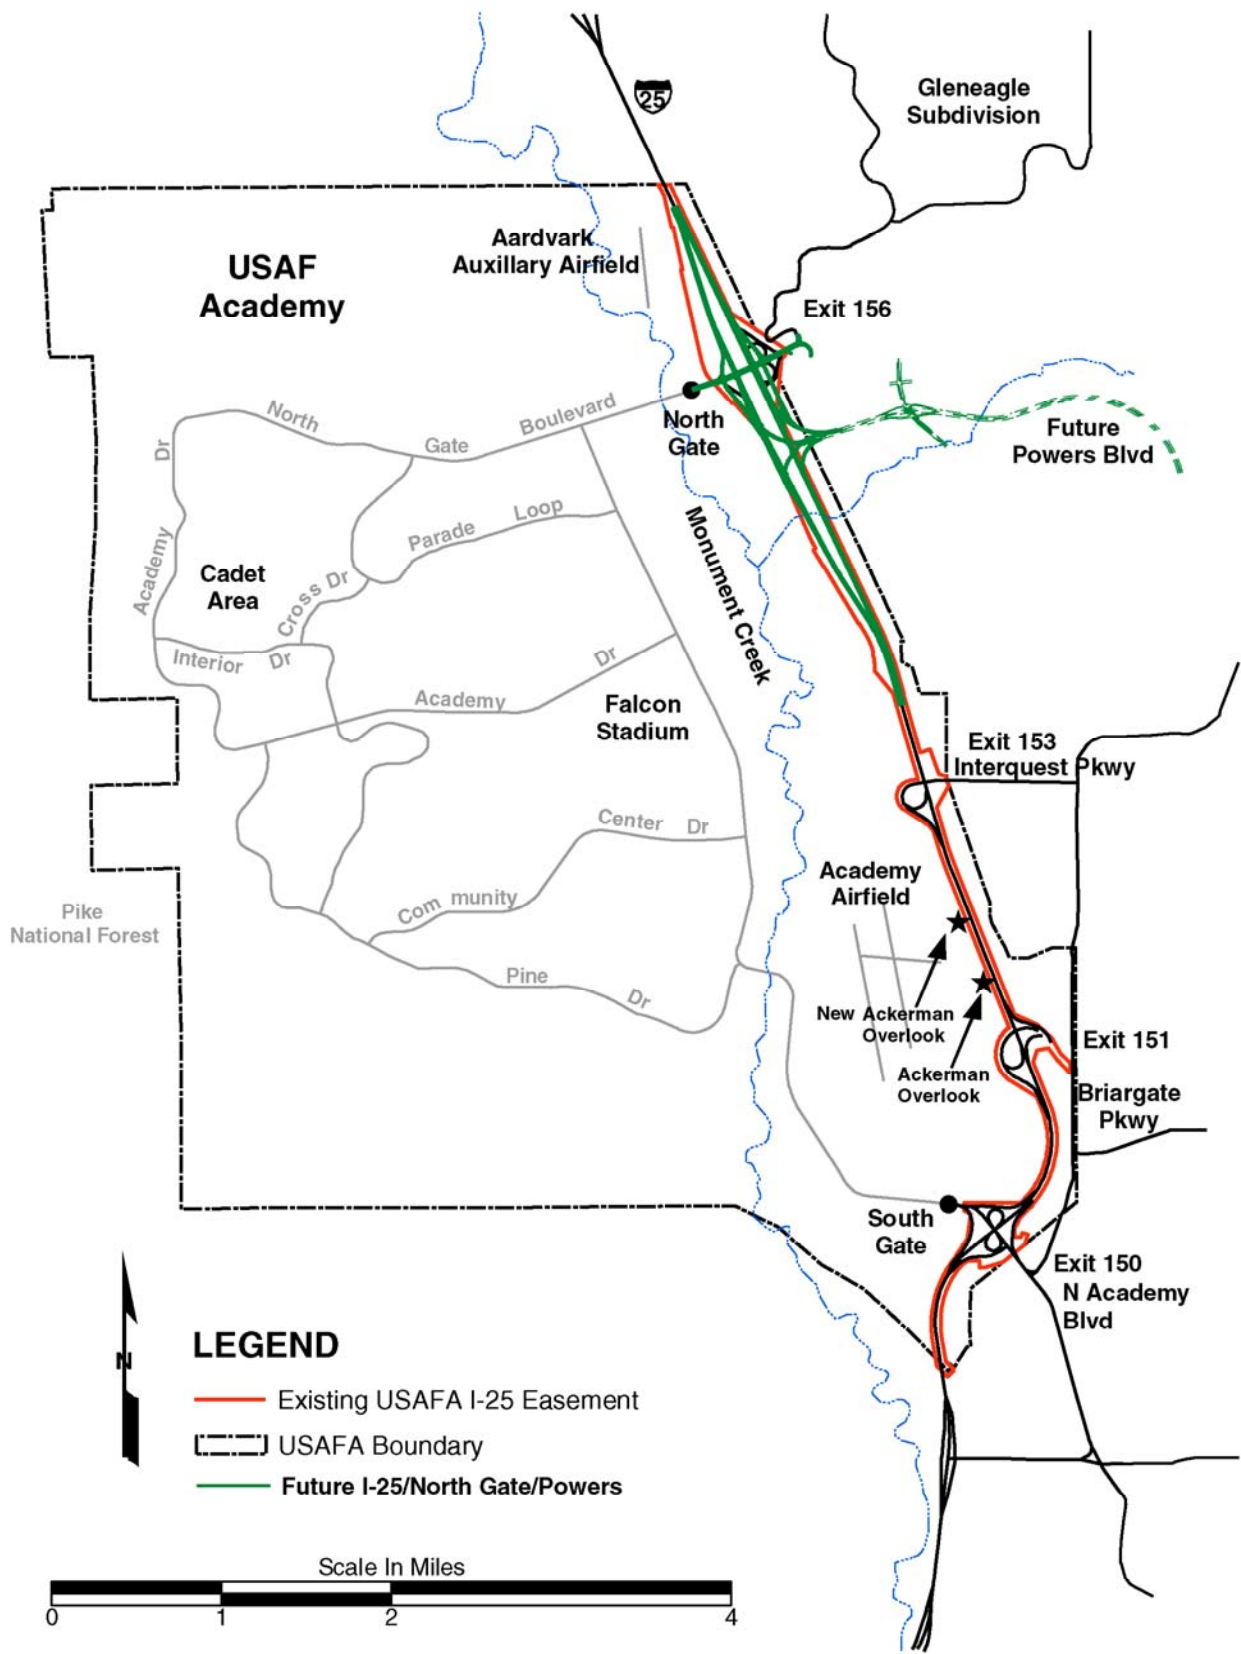 25
Gleneagle
Subdivision
Aardvark
Auxillary Airfield
USAF
Academy
Exit 156
North
Gate
Future
Powers Blvd
North
Gate
Boulevard
Dr
Academy
Parade
Loop
Cadet
Area
Cross Dr
Interior
Dr
Monument Creek
Academy
Dr
Falcon
Stadium
Exit 153
Interquest Pkwy
Center
Dr
Com munity
Academy
Airfield
Pike
National Forest
Pine
Dr
New Ackerman
Overlook
Ackerman
Overlook
Exit 151
Briargate
Pkwy
South
Gate
Exit 150
N Academy
Blvd
N
LEGEND
Existing USAFA I-25 Easement
USAFA Boundary
Future I-25/North Gate/Powers
Scale In Miles
0 1 2 4